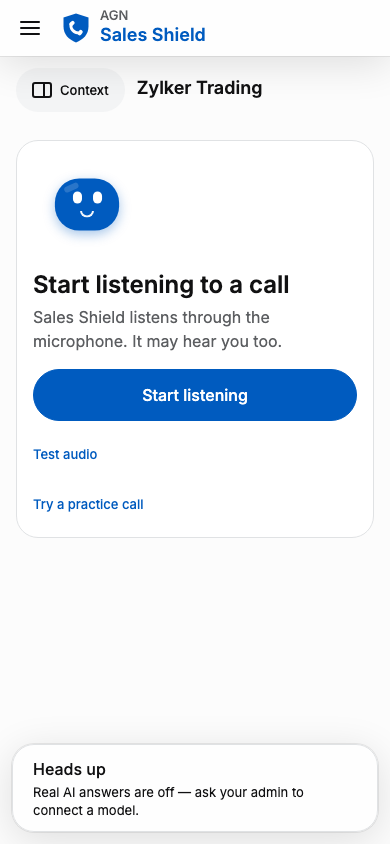 AGN
Sales Shield
Context
Zylker Trading
Start listening to a call
Sales Shield listens through the
microphone. It may hear you too.
Start listening
Test audio
Try a practice call
Heads up
Real AI answers are off — ask your admin to
connect a model.